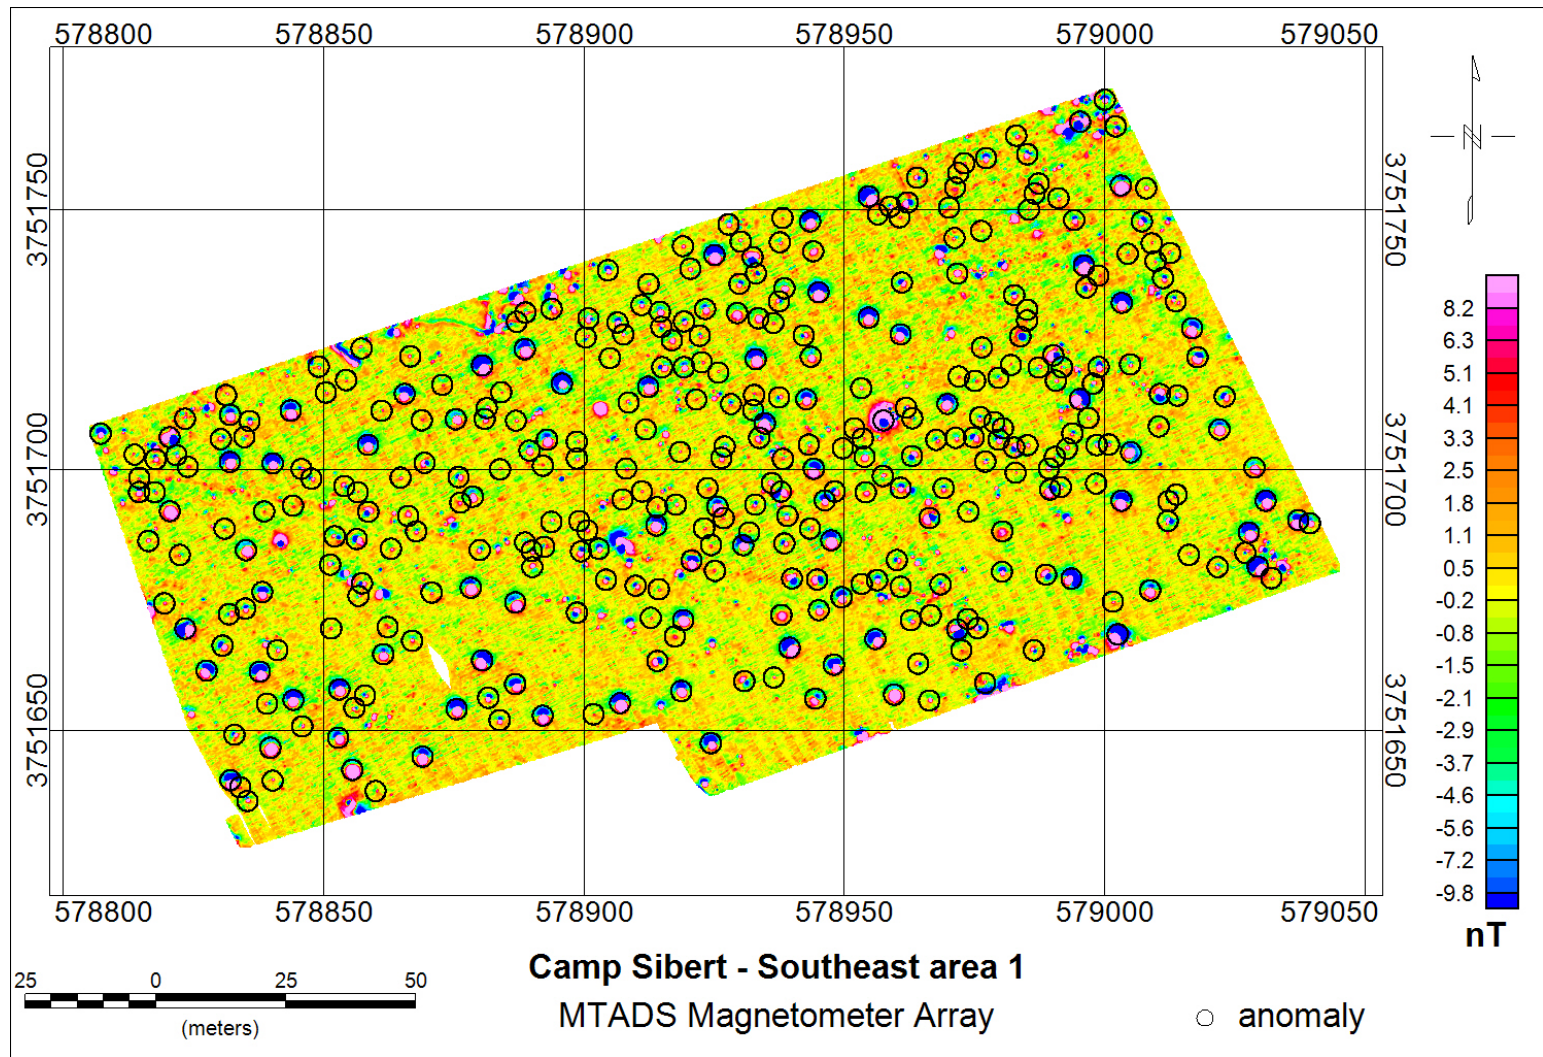 578800 578850 578900 578950 579000 579050
3751750 3751750
3751700 3751700
3751650 3751650
N
8.2
6.3
5.1
4.1
3.3
2.5
1.8
1.1
0.5
-0.2
-0.8
-1.5
-2.1
-2.9
-3.7
-4.6
-5.6
-7.2
-9.8
nT
578800 578850 578900 578950 579000 579050
25 0 25 50
(meters)
Camp Sibert - Southeast area 1
MTADS Magnetometer Array
anomaly